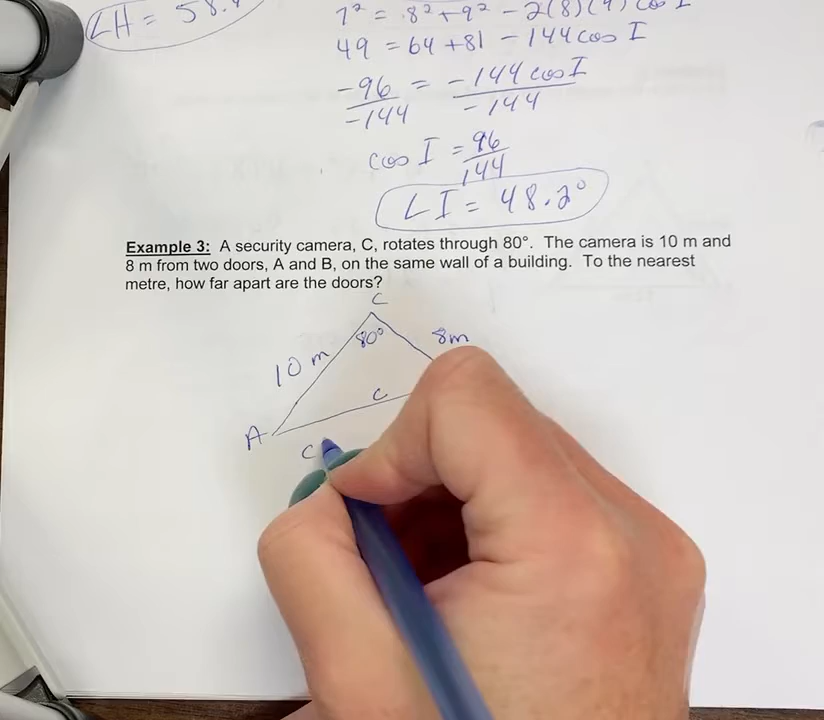 ∠H = 58.
7² = 8² + 9² - 2(8)(9) cos I
49 = 64 + 81 - 144 cos I
-96 = -144 cos I
-144 -144
cos I = 96
144
∠I = 48.2°
Example 3: A security camera, C, rotates through 80°. The camera is 10 m and
8 m from two doors, A and B, on the same wall of a building. To the nearest
metre, how far apart are the doors?
C
80°
8m
10 m
c
A
c